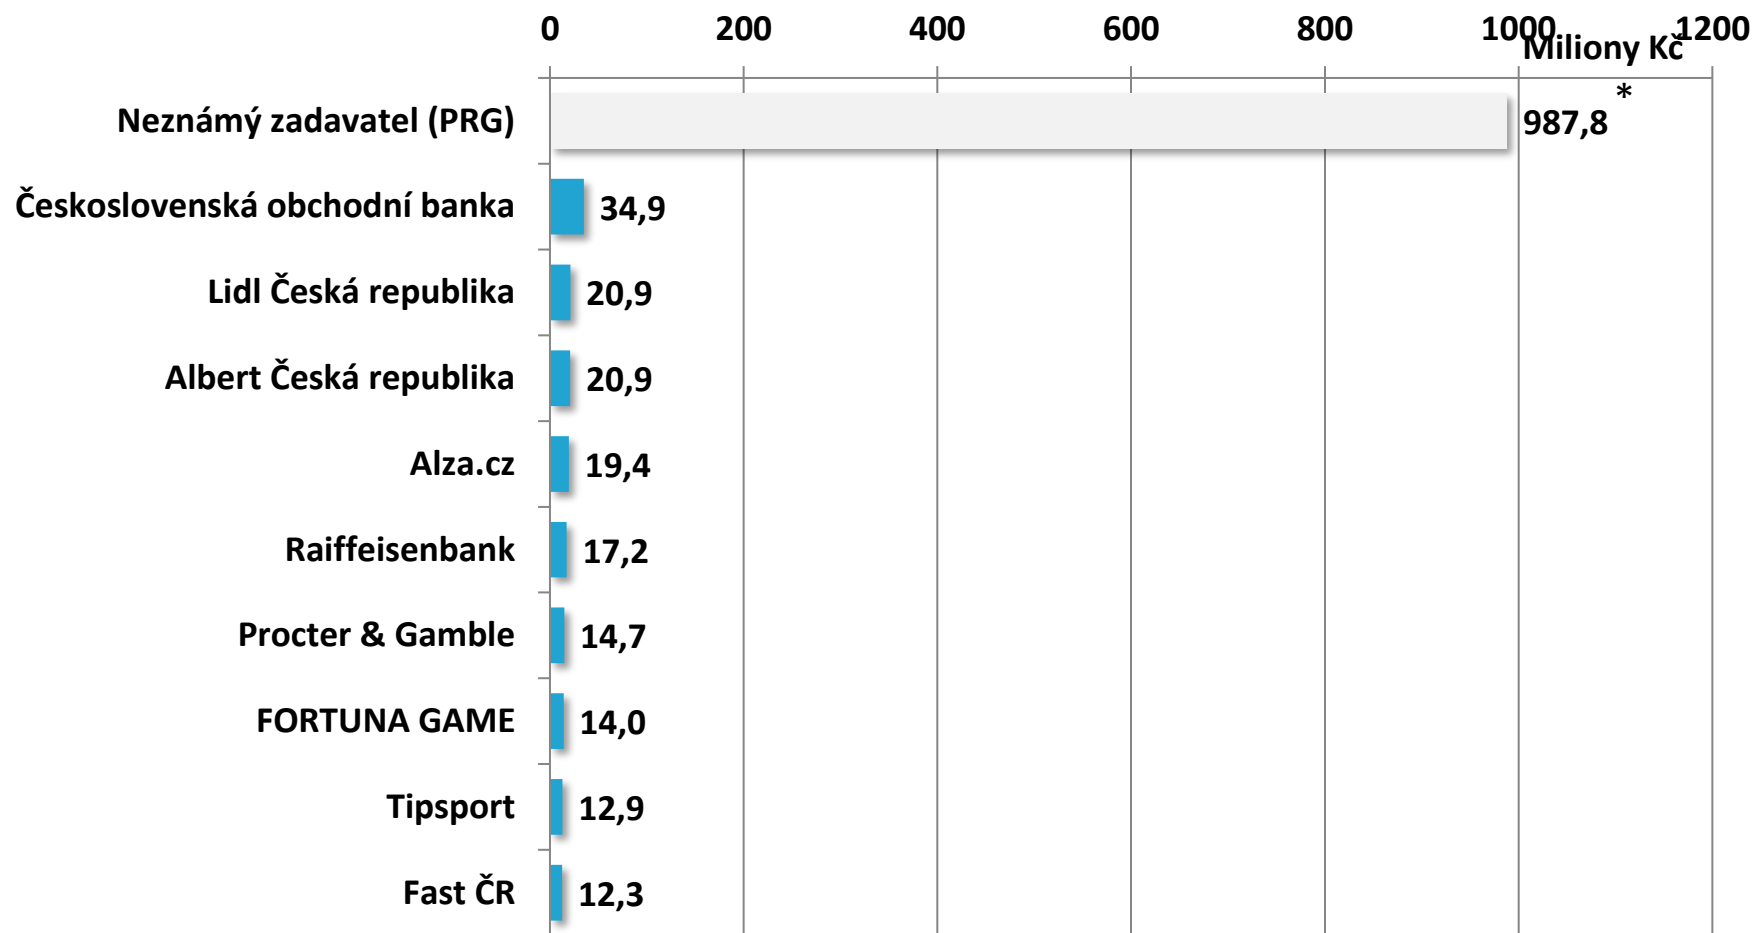 0 200 400 600 800 1000 1200
Miliony Kč
Neznámý zadavatel (PRG) 987,8 *
Československá obchodní banka 34,9
Lidl Česká republika 20,9
Albert Česká republika 20,9
Alza.cz 19,4
Raiffeisenbank 17,2
Procter & Gamble 14,7
FORTUNA GAME 14,0
Tipsport 12,9
Fast ČR 12,3